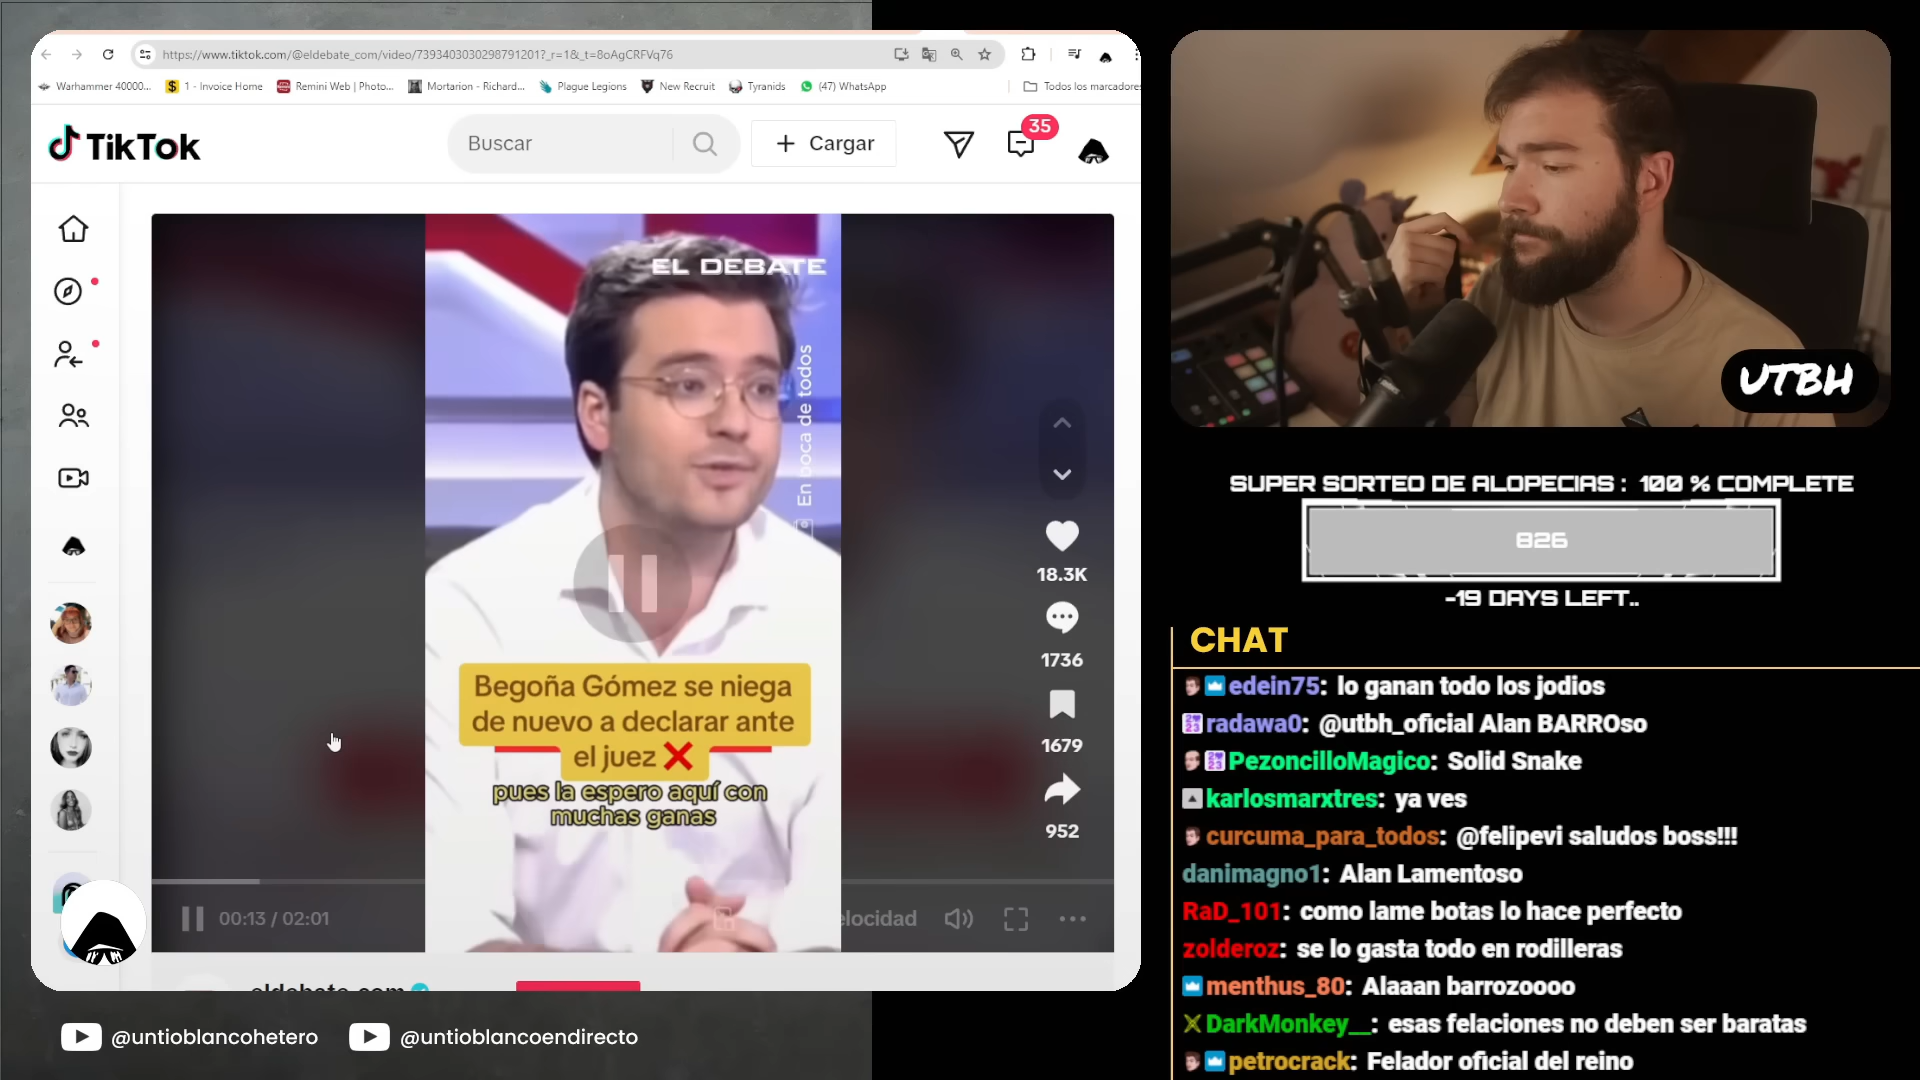 https://www.tiktok.com/@eldebate_com/video/7393403030298791201?_r=1&_t=8oAgCRFVq76
Warhammer 40000...
1 - Invoice Home
Remini Web | Photo...
Mortarion - Richard...
Plague Legions
New Recruit
Tyranids
(47) WhatsApp
Todos los marcadores
TikTok
Buscar
Cargar
35
EL DEBATE
En boca de todos
Begoña Gómez se niega
de nuevo a declarar ante
el juez
pues la espero aquí con
muchas ganas
18.3K
1736
1679
952
00:13 / 02:01
elocidad
eldebate.com
@untioblancohetero
@untioblancoendirecto
UTBH
SUPER SORTEO DE ALOPECIAS : 100 % COMPLETE
826
-19 DAYS LEFT..
CHAT
edein75: lo ganan todo los jodios
radawa0: @utbh_oficial Alan BARROso
PezoncilloMagico: Solid Snake
karlosmarxtres: ya ves
curcuma_para_todos: @felipevi saludos boss!!!
danimagno1: Alan Lamentoso
RaD_101: como lame botas lo hace perfecto
zolderoz: se lo gasta todo en rodilleras
menthus_80: Alaaan barrozoooo
DarkMonkey__: esas felaciones no deben ser baratas
petrocrack: Felador oficial del reino